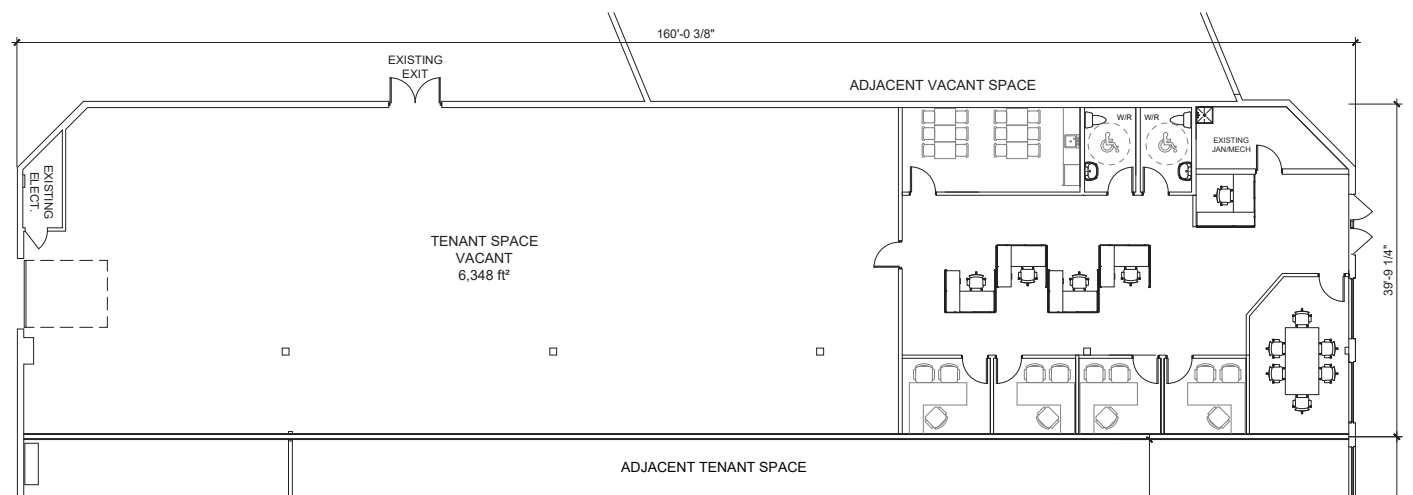 160'-0 3/8"
EXISTING
EXIT
ADJACENT VACANT SPACE
W/R
W/R
EXISTING
JAN/MECH
EXISTING
ELECT.
TENANT SPACE
VACANT
6,348 ft²
39'-9 1/4"
ADJACENT TENANT SPACE